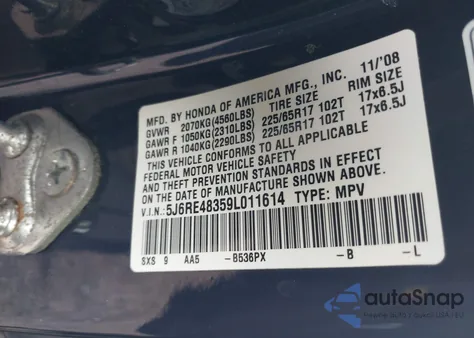 MFD. BY HONDA OF AMERICA MFG., INC. 11/'08
GVWR 2070KG(4560LBS) TIRE SIZE RIM SIZE
GAWR F 1050KG(2310LBS) 225/65R17 102T 17x6.5J
GAWR R 1040KG(2290LBS) 225/65R17 102T 17x6.5J
THIS VEHICLE CONFORMS TO ALL APPLICABLE
FEDERAL MOTOR VEHICLE SAFETY
THEFT PREVENTION STANDARDS IN EFFECT ON
THE DATE OF MANUFACTURE SHOWN ABOVE.
V.I.N: 5J6RE48359L011614 TYPE: MPV
SXS 9 AA5 -B536PX -B -L
autoSnap